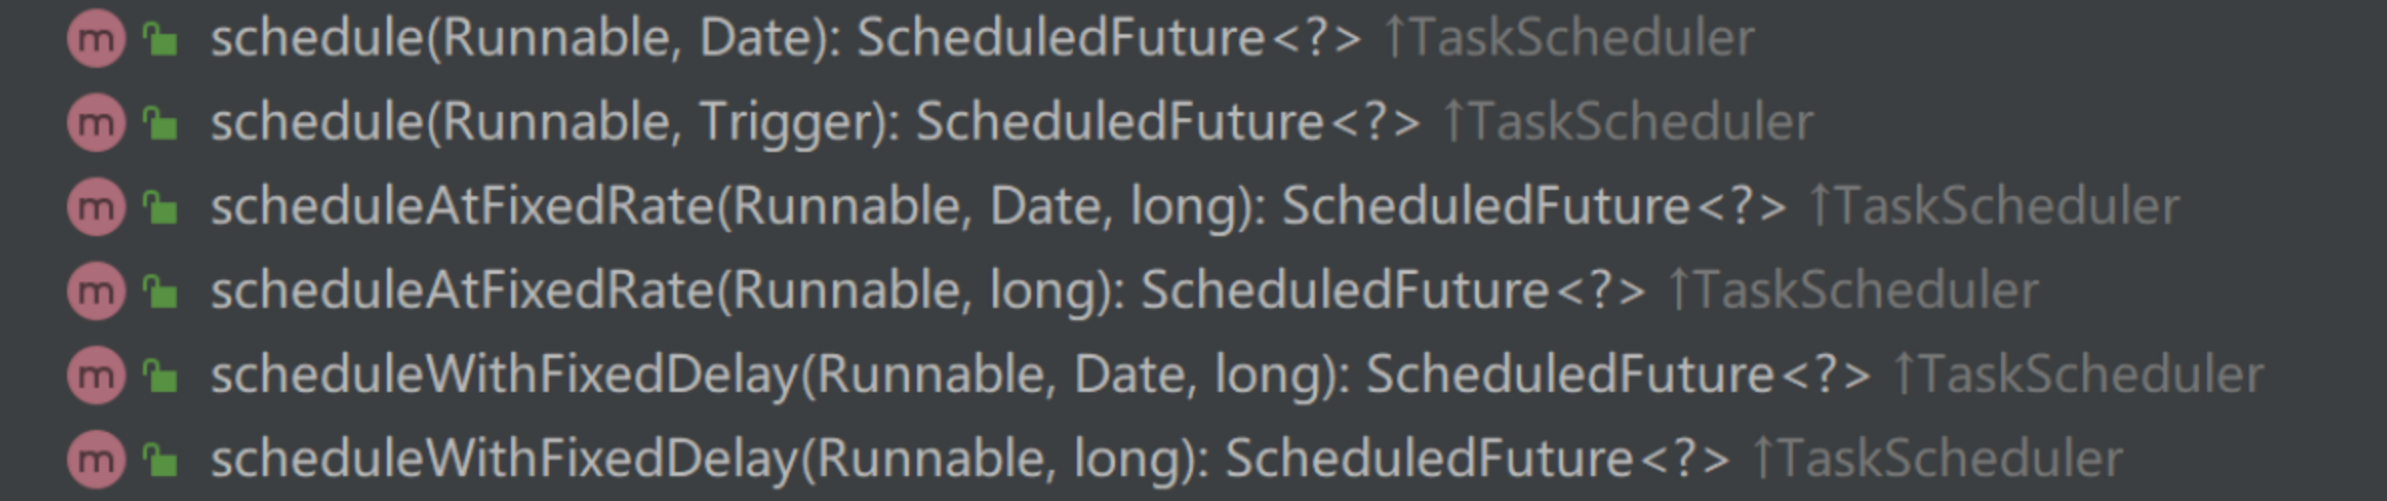 m schedule(Runnable, Date): ScheduledFuture<?> ↑TaskScheduler
m schedule(Runnable, Trigger): ScheduledFuture<?> ↑TaskScheduler
m scheduleAtFixedRate(Runnable, Date, long): ScheduledFuture<?> ↑TaskScheduler
m scheduleAtFixedRate(Runnable, long): ScheduledFuture<?> ↑TaskScheduler
m scheduleWithFixedDelay(Runnable, Date, long): ScheduledFuture<?> ↑TaskScheduler
m scheduleWithFixedDelay(Runnable, long): ScheduledFuture<?> ↑TaskScheduler